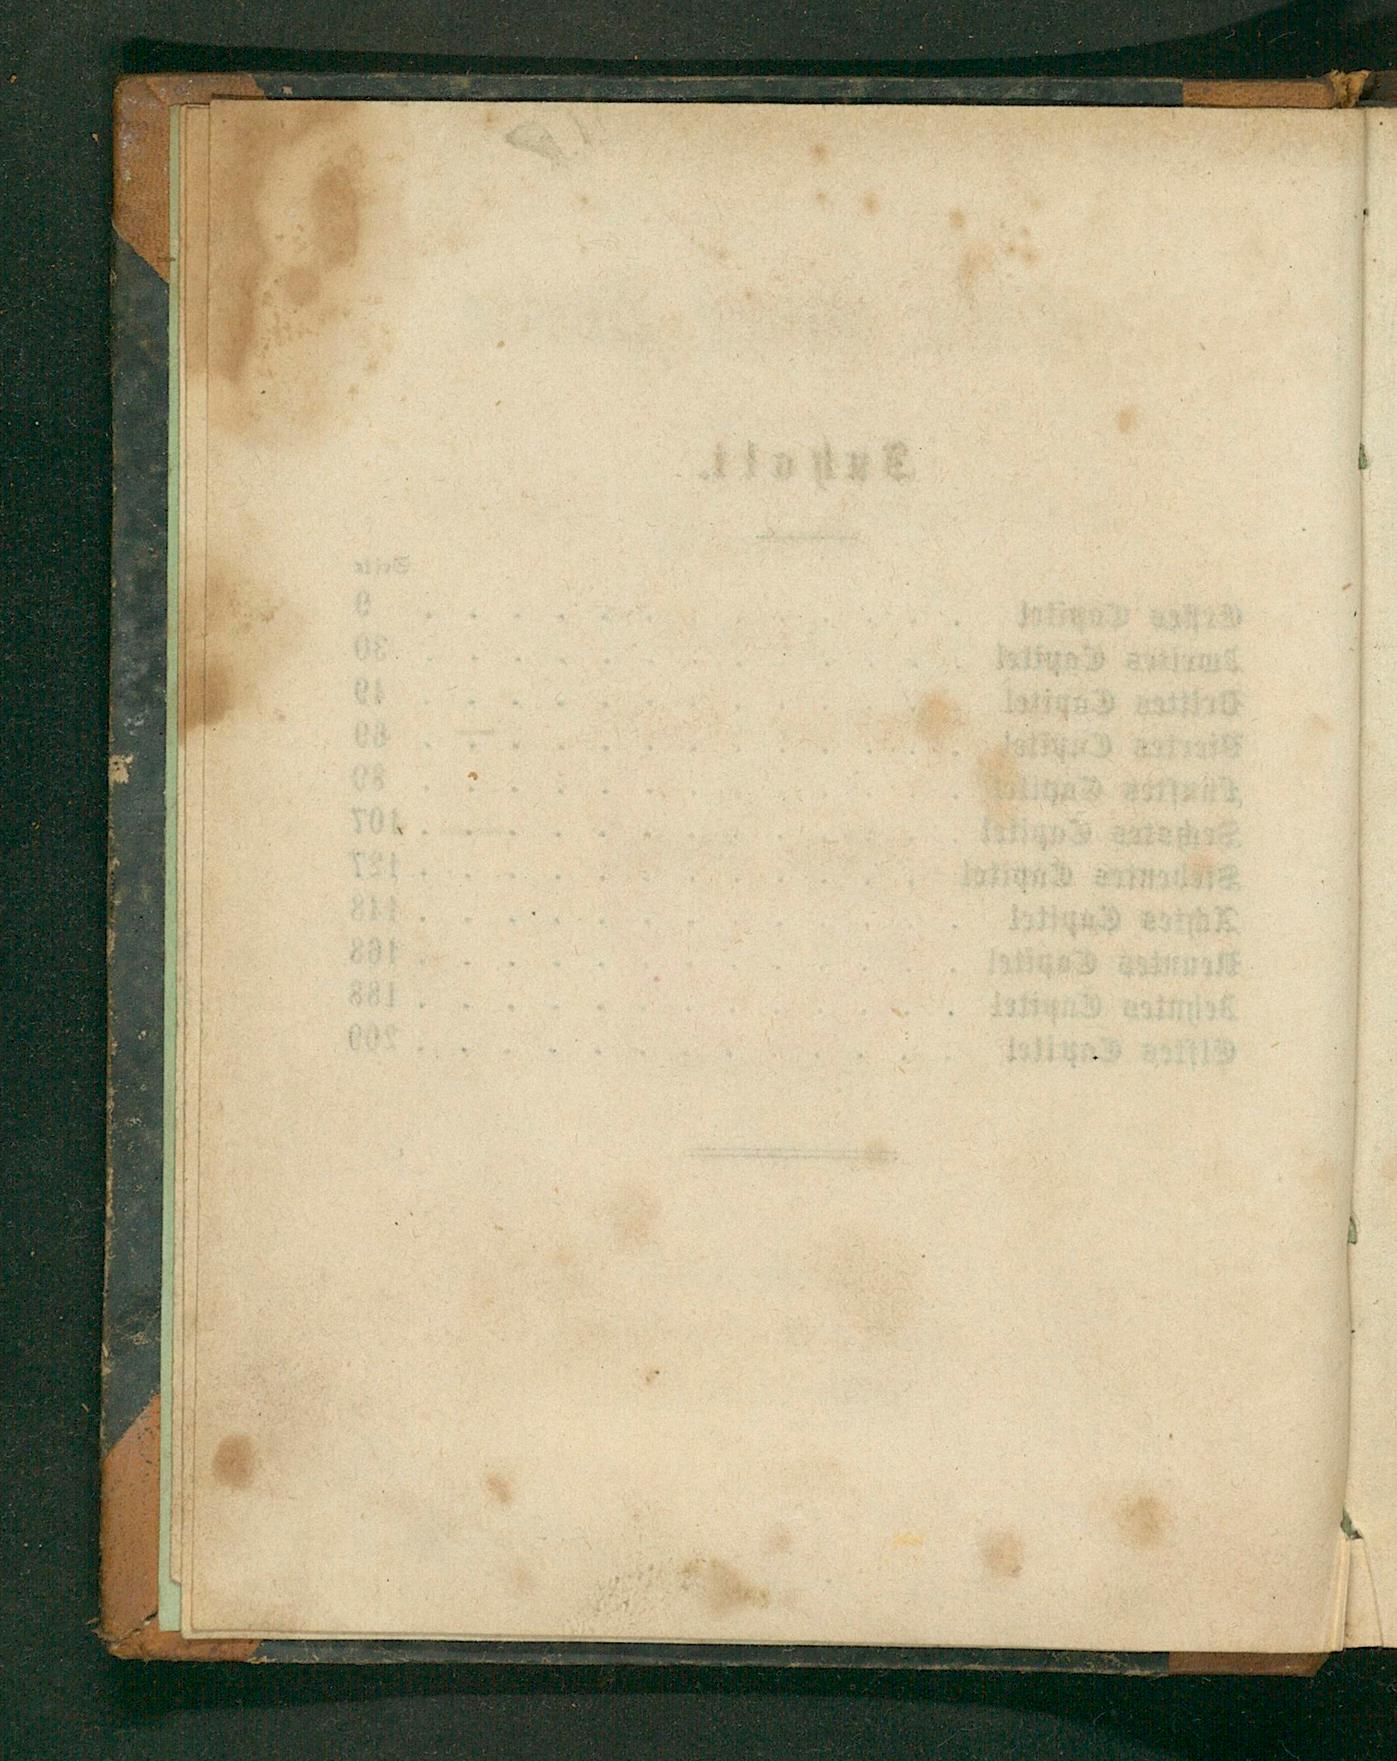 Inhalt.
Seite
Erstes Capitel . . . . . . . . . . . 9
Zweites Capitel . . . . . . . . . . . 30
Drittes Capitel . . . . . . . . . . . 49
Viertes Capitel . . . . . . . . . . . 69
Fünftes Capitel . . . . . . . . . . . 89
Sechstes Capitel . . . . . . . . . . . 107
Siebentes Capitel . . . . . . . . . . . 127
Achtes Capitel . . . . . . . . . . . 148
Neuntes Capitel . . . . . . . . . . . 168
Zehntes Capitel . . . . . . . . . . . 188
Elftes Capitel . . . . . . . . . . . 209